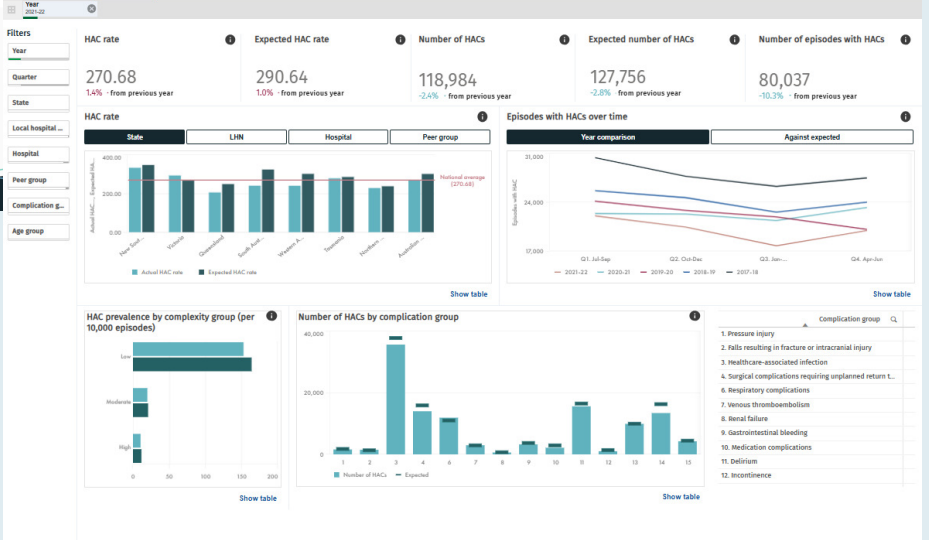 Year
2021-22
Filters
Year
Quarter
State
Local hospital ...
Hospital
Peer group
Complication g...
Age group
HAC rate
270.68
1.4% - from previous year
Expected HAC rate
290.64
1.0% - from previous year
Number of HACs
118,984
-2.4% - from previous year
Expected number of HACs
127,756
-2.8% from previous year
Number of episodes with HACs
80,037
-10.3% - from previous year
HAC rate
State
LHN
Hospital
Peer group
Actual HAC..., Expected HA...
400.00
200.00
0.00
National average
(270.68)
New Sout...
Victoria
Queensland
South Aust...
Western A...
Tasmania
Northern ...
Australian ...
Actual HAC rate
Expected HAC rate
Show table
Episodes with HACs over time
Year comparison
Against expected
Episodes with HAC
31,000
24,000
17,000
Q1. Jul-Sep
Q2. Oct-Dec
Q3. Jan-...
Q4. Apr-Jun
2021-22
2020-21
2019-20
2018-19
2017-18
Show table
HAC prevalence by complexity group (per
10,000 episodes)
Low
Moderate
High
0 50 100 150 200
Show table
Number of HACs by complication group
40,000
20,000
0
1 2 3 4 6 7 8 9 10 11 12 13 14 15
Number of HACs
Expected
Show table
Complication group
1. Pressure injury
2. Falls resulting in fracture or intracranial injury
3. Healthcare-associated infection
4. Surgical complications requiring unplanned return t...
6. Respiratory complications
7. Venous thromboembolism
8. Renal failure
9. Gastrointestinal bleeding
10. Medication complications
11. Delirium
12. Incontinence